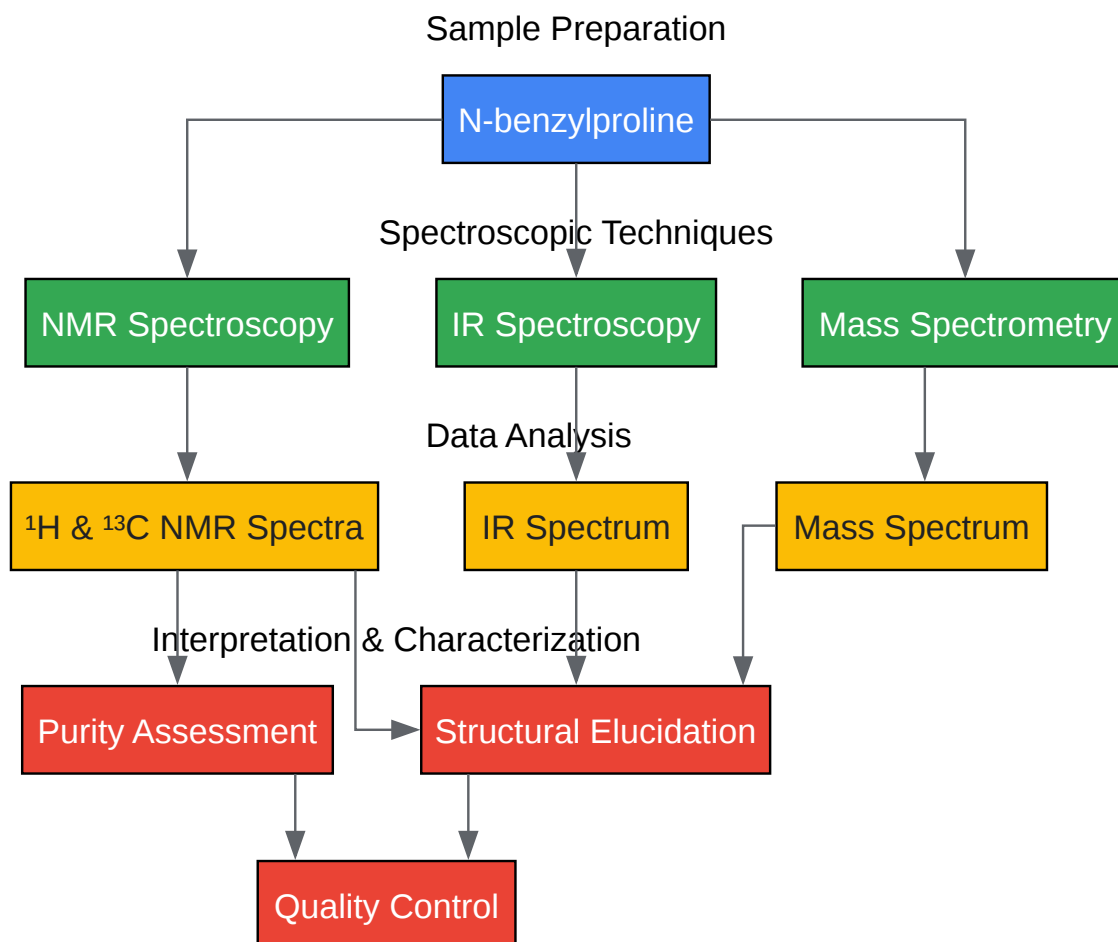 Sample Preparation
N-benzylproline
Spectroscopic Techniques
NMR Spectroscopy
IR Spectroscopy
Mass Spectrometry
Data Analysis
¹H & ¹³C NMR Spectra
IR Spectrum
Mass Spectrum
Interpretation & Characterization
Purity Assessment
Structural Elucidation
Quality Control